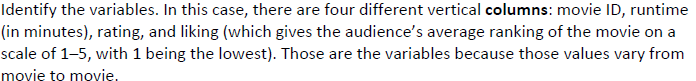 Identify the variables. In this case, there are four different vertical columns: movie ID, runtime
(in minutes), rating, and liking (which gives the audience’s average ranking of the movie on a
scale of 1–5, with 1 being the lowest). Those are the variables because those values vary from
movie to movie.